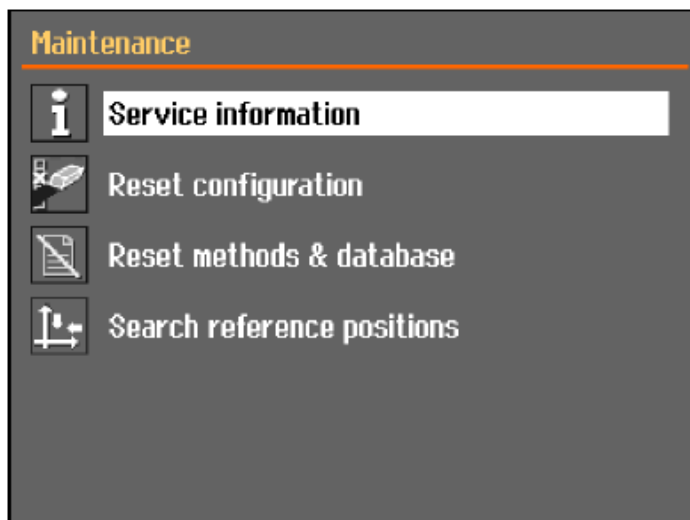 Maintenance
Service information
Reset configuration
Reset methods & database
Search reference positions